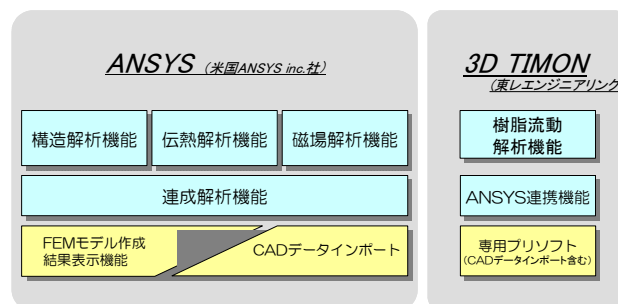 ANSYS (米国ANSYS inc.社)
構造解析機能
伝熱解析機能
磁場解析機能
連成解析機能
FEMモデル作成
結果表示機能
CADデータインポート
3D TIMON
(東レエンジニアリング
樹脂流動
解析機能
ANSYS連携機能
専用プリソフト
(CADデータインポート含む)